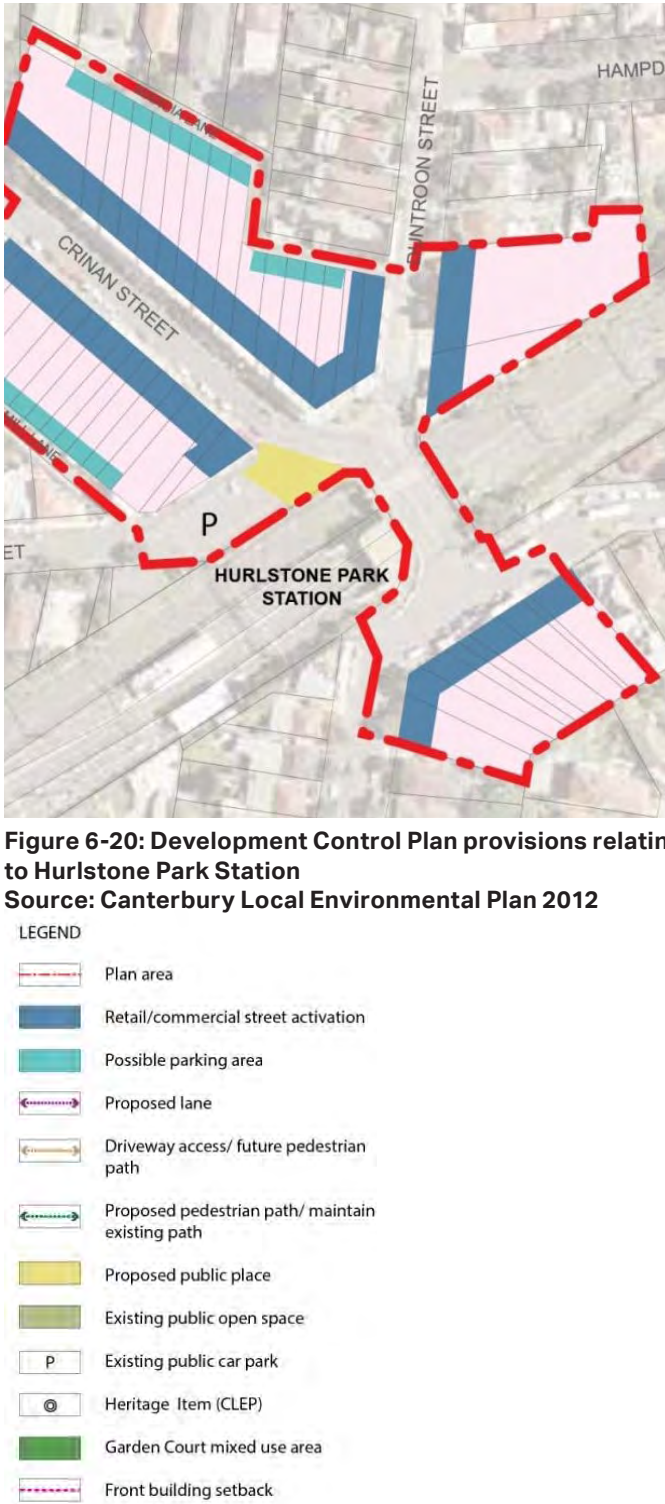 HAMPD
DUNTROON STREET
LANE
CRINAN STREET
LANE
P
ET
HURLSTONE PARK
STATION
Figure 6-20: Development Control Plan provisions relatin
to Hurlstone Park Station
Source: Canterbury Local Environmental Plan 2012
LEGEND
Plan area
Retail/commercial street activation
Possible parking area
Proposed lane
Driveway access/ future pedestrian
path
Proposed pedestrian path/ maintain
existing path
Proposed public place
Existing public open space
P Existing public car park
Heritage Item (CLEP)
Garden Court mixed use area
Front building setback